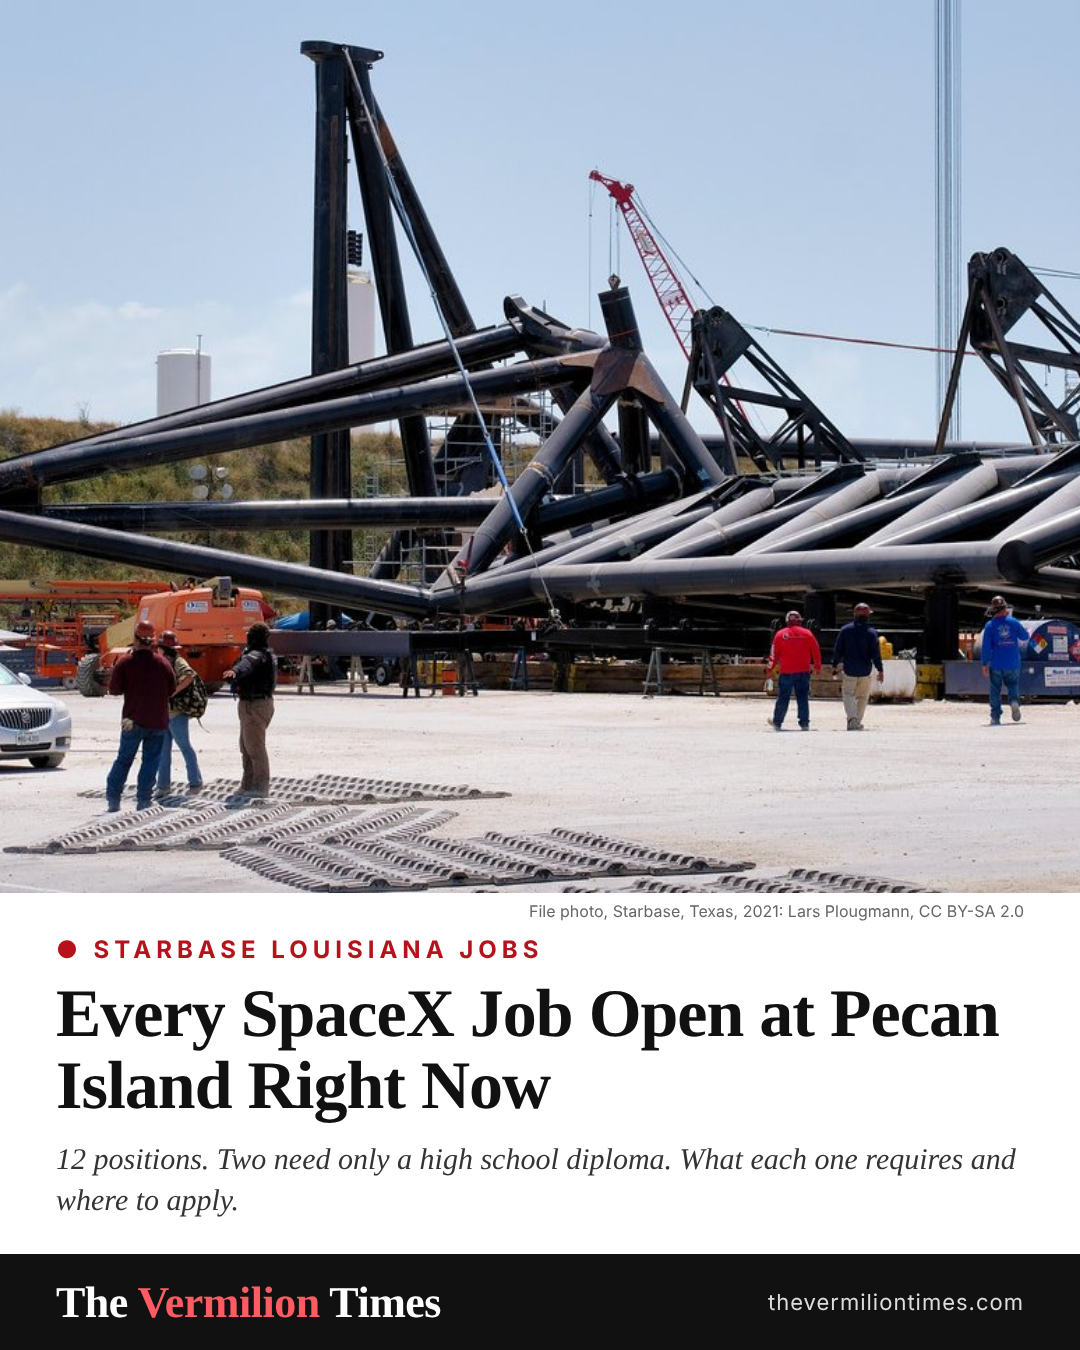 File photo, Starbase, Texas, 2021: Lars Plougmann, CC BY-SA 2.0
STARBASE LOUISIANA JOBS
Every SpaceX Job Open at Pecan
Island Right Now
12 positions. Two need only a high school diploma. What each one requires and
where to apply.
The Vermilion Times
thevermiliontimes.com